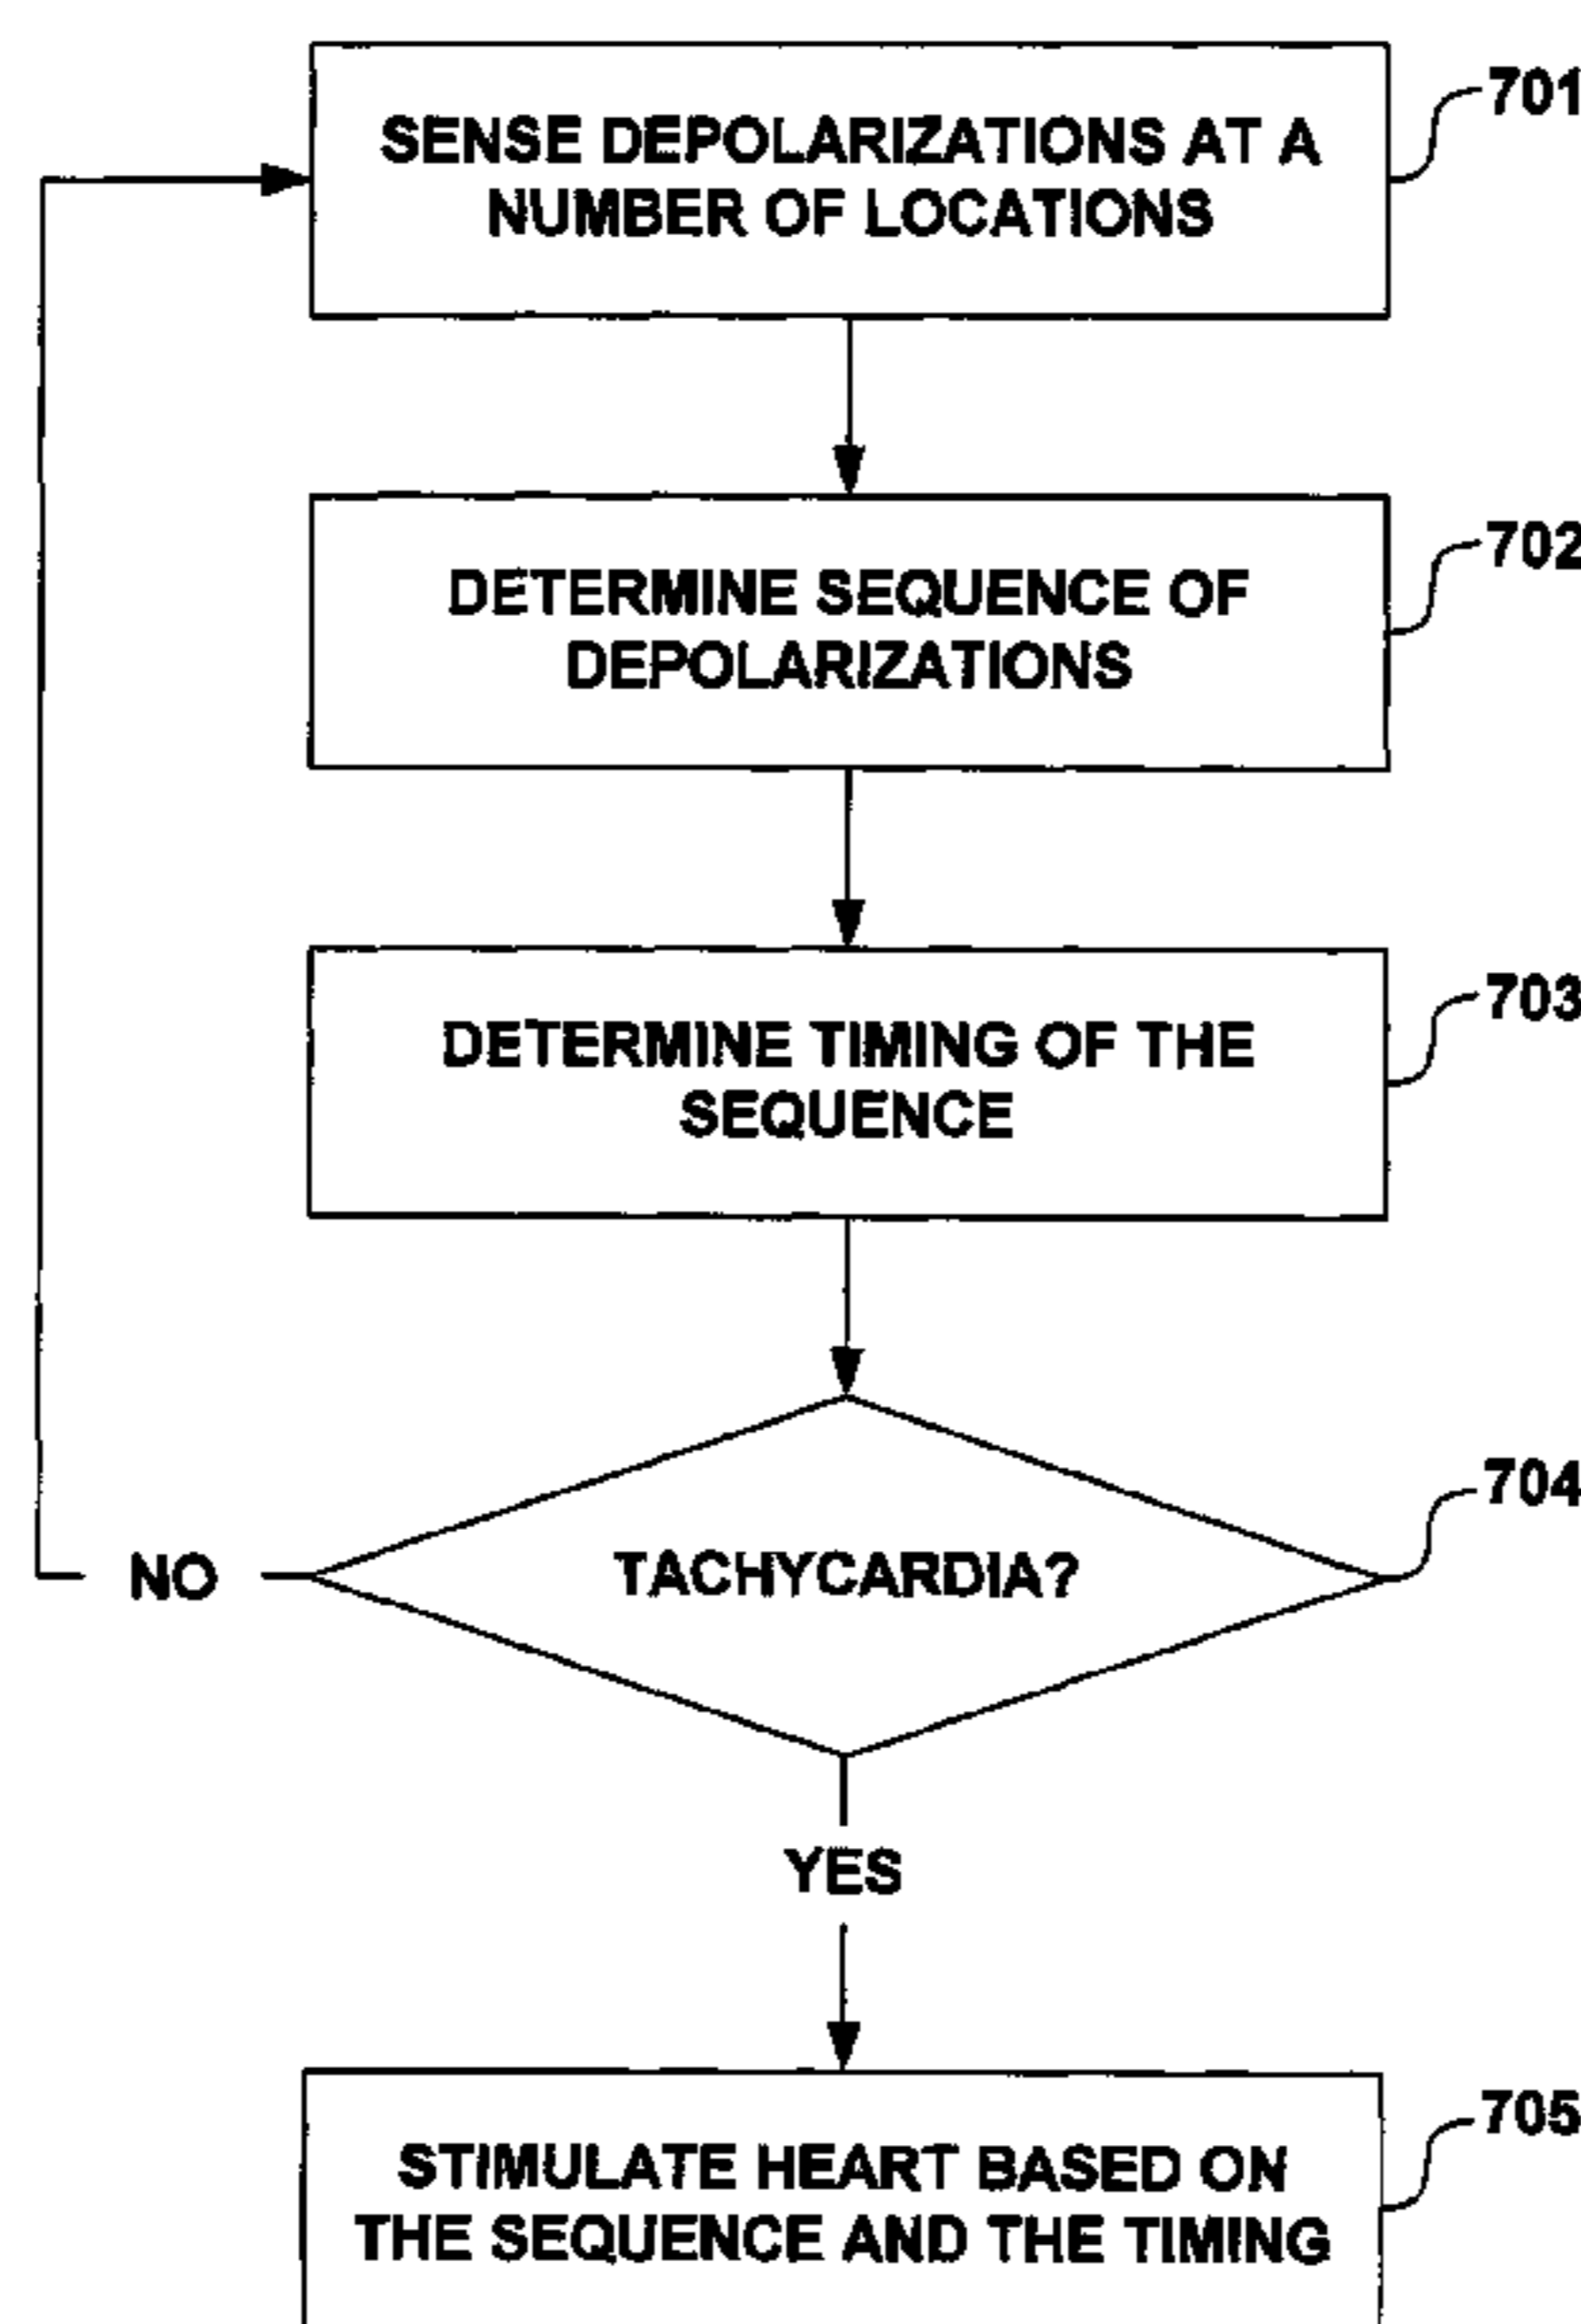 SENSE DEPOLARIZATIONS AT A
NUMBER OF LOCATIONS
701
DETERMINE SEQUENCE OF
DEPOLARIZATIONS
702
DETERMINE TIMING OF THE
SEQUENCE
703
TACHYCARDIA?
704
NO
YES
STIMULATE HEART BASED ON
THE SEQUENCE AND THE TIMING
705